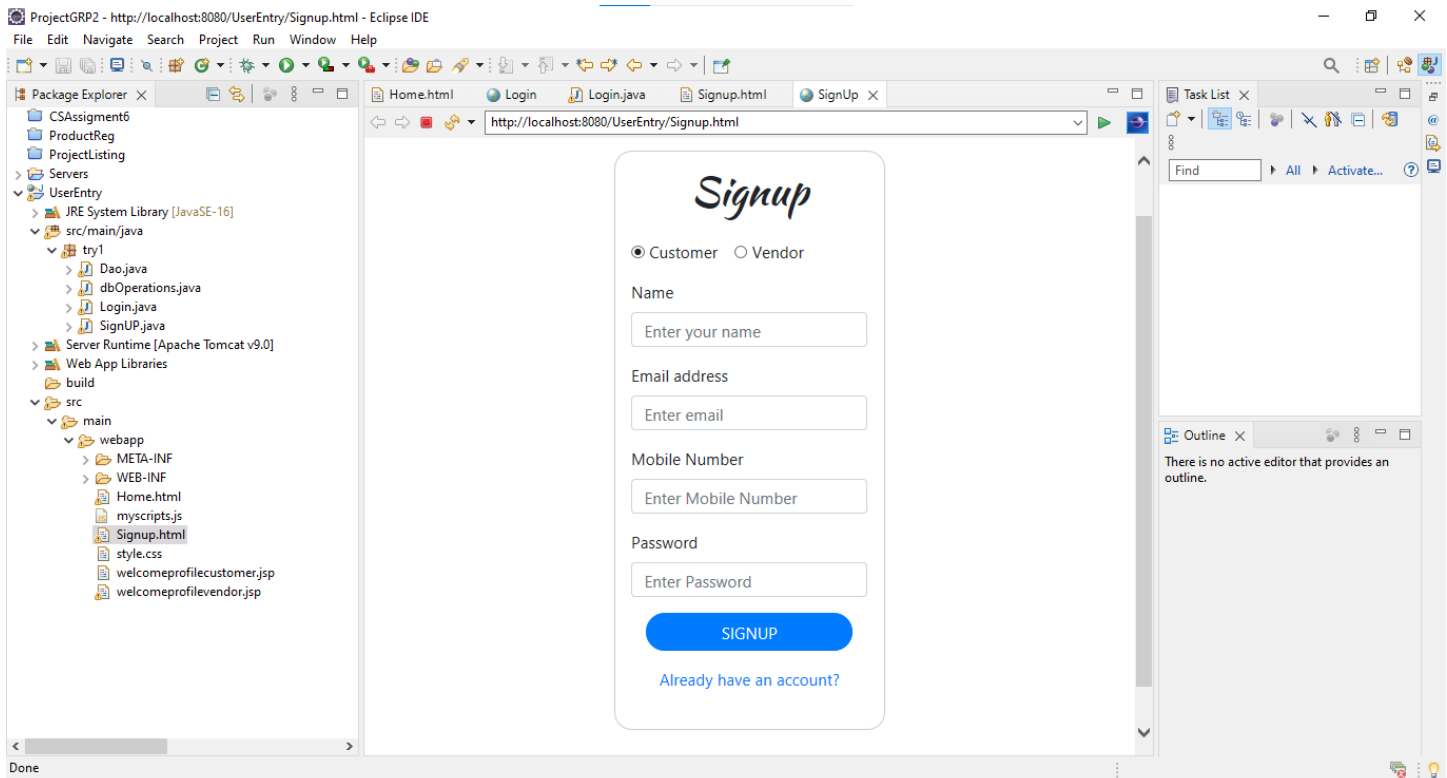 ProjectGRP2 - http://localhost:8080/UserEntry/Signup.html - Eclipse IDE
File Edit Navigate Search Project Run Window Help
Package Explorer
CSAssigment6
ProductReg
ProjectListing
Servers
UserEntry
JRE System Library [JavaSE-16]
src/main/java
try1
Dao.java
dbOperations.java
Login.java
SignUP.java
Server Runtime [Apache Tomcat v9.0]
Web App Libraries
build
src
main
webapp
META-INF
WEB-INF
Home.html
myscripts.js
Signup.html
style.css
welcomeprofilecustomer.jsp
welcomeprofilevendor.jsp
Home.html Login Login.java Signup.html SignUp
http://localhost:8080/UserEntry/Signup.html
Signup
Customer Vendor
Name
Enter your name
Email address
Enter email
Mobile Number
Enter Mobile Number
Password
Enter Password
SIGNUP
Already have an account?
Task List
Find All Activate...
Outline
There is no active editor that provides an
outline.
Done